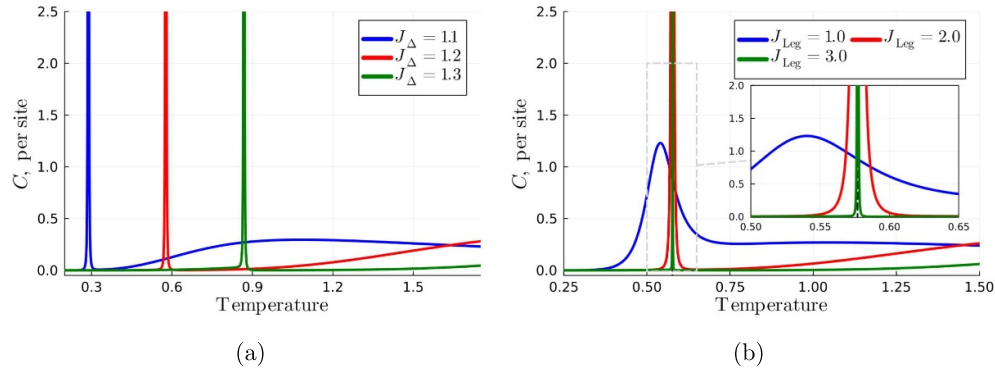 2.5
2.0
1.5
1.0
0.5
0.0
C, per site
J_Δ = 1.1
J_Δ = 1.2
J_Δ = 1.3
0.3 0.6 0.9 1.2 1.5
Temperature
(a)
2.5
2.0
1.5
1.0
0.5
0.0
C, per site
J_Leg = 1.0 J_Leg = 2.0
J_Leg = 3.0
2.0
1.5
1.0
0.5
0.0
0.50 0.55 0.60 0.65
0.25 0.50 0.75 1.00 1.25 1.50
Temperature
(b)